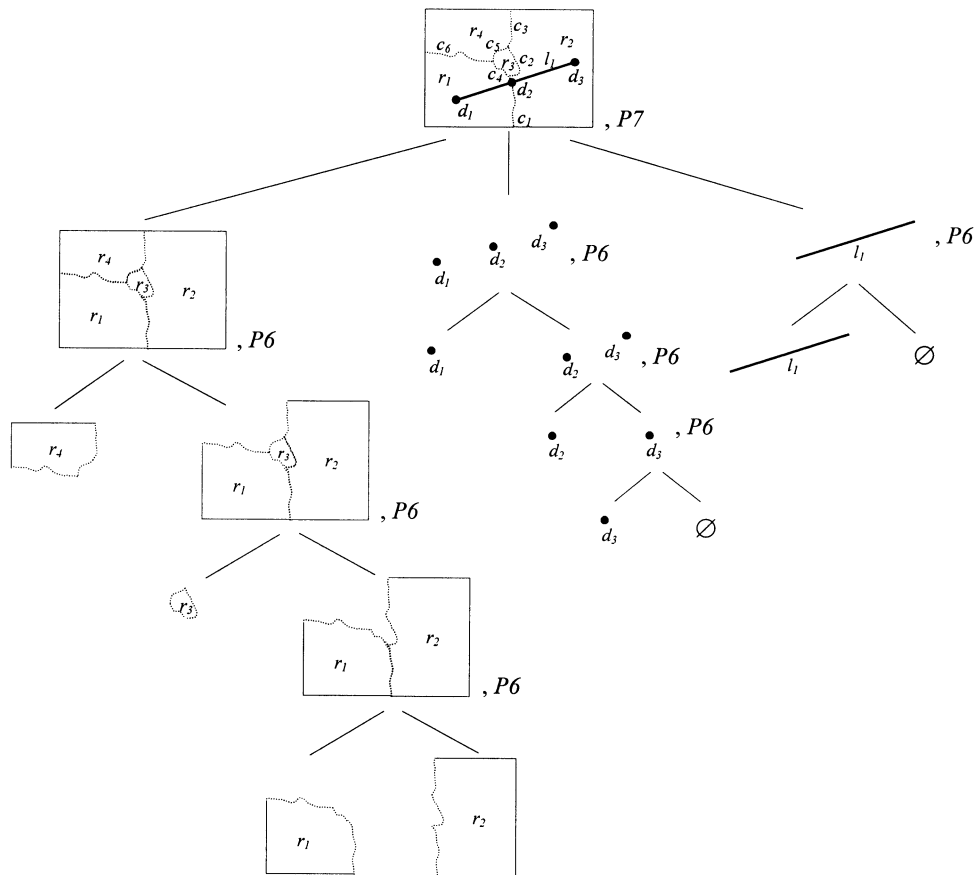 r4 c3
c6 c5 r2
r3 c2 l1
r1 c4 d2 d3
d1 c1
, P7
r4
r3 r2
r1
, P6
d3
d2 , P6
d1
l1 , P6
d1 d2 d3 , P6
l1 ∅
r4
r3 r2
r1
, P6
d2 d3 , P6
d3 ∅
r3
r1 r2
, P6
r1 r2